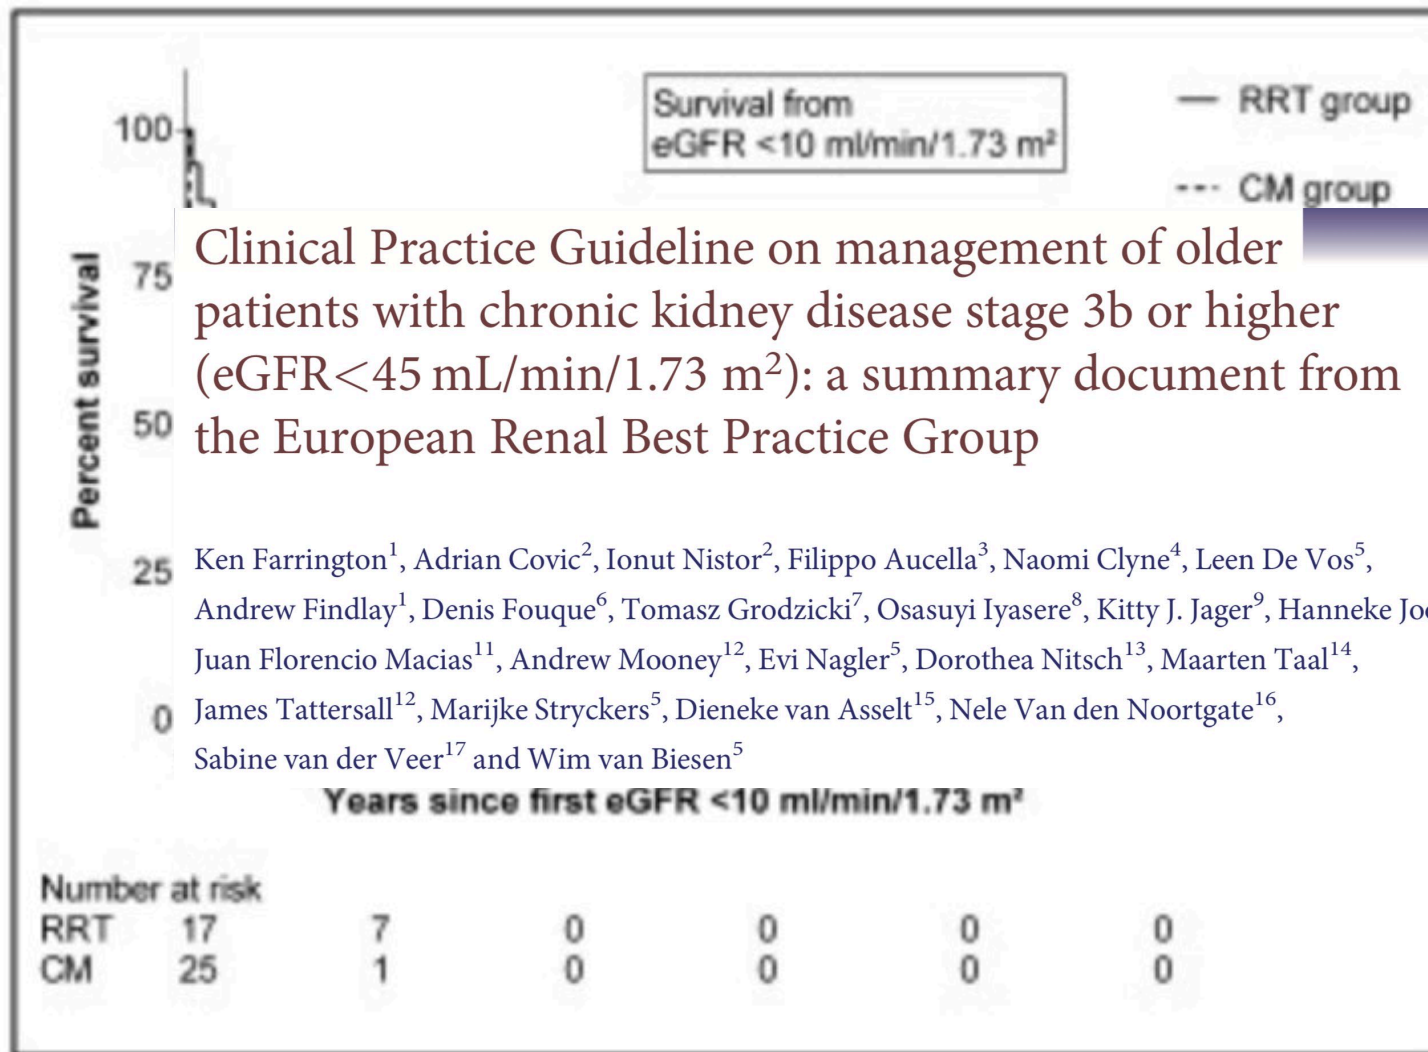 Survival from
eGFR <10 ml/min/1.73 m²
— RRT group
--- CM group
100
75
50
25
0
Percent survival
Clinical Practice Guideline on management of older
patients with chronic kidney disease stage 3b or higher
(eGFR<45 mL/min/1.73 m²): a summary document from
the European Renal Best Practice Group
Ken Farrington¹, Adrian Covic², Ionut Nistor², Filippo Aucella³, Naomi Clyne⁴, Leen De Vos⁵,
Andrew Findlay¹, Denis Fouque⁶, Tomasz Grodzicki⁷, Osasuyi Iyasere⁸, Kitty J. Jager⁹, Hanneke
Juan Florencio Macias¹¹, Andrew Mooney¹², Evi Nagler⁵, Dorothea Nitsch¹³, Maarten Taal¹⁴,
James Tattersall¹², Marijke Stryckers⁵, Dieneke van Asselt¹⁵, Nele Van den Noortgate¹⁶,
Sabine van der Veer¹⁷ and Wim van Biesen⁵
Years since first eGFR <10 ml/min/1.73 m²
Number at risk
RRT 17 7 0 0 0 0
CM 25 1 0 0 0 0